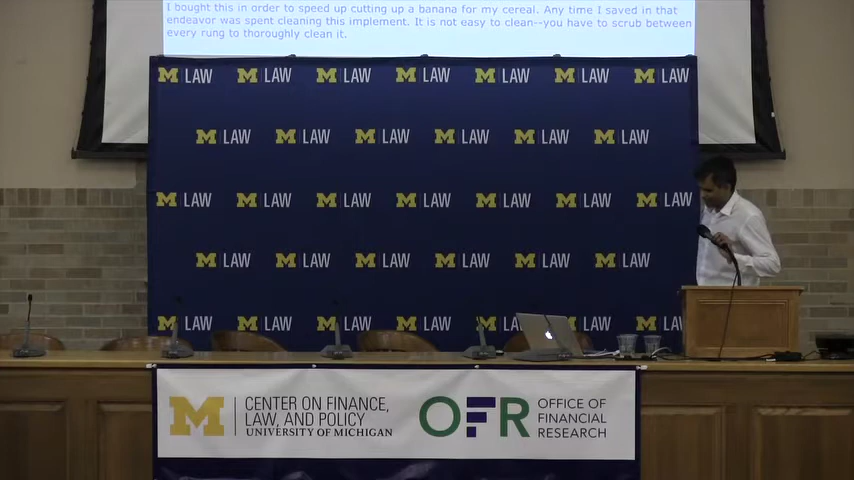 I bought this in order to speed up cutting up a banana for my cereal. Any time I saved in that
endeavor was spent cleaning this implement. It is not easy to clean--you have to scrub between
every rung to thoroughly clean it.
M LAW M LAW M LAW M LAW M LAW M LAW M LAW
M LAW M LAW M LAW M LAW M LAW M LAW
M LAW M LAW M LAW M LAW M LAW M LAW M LAW
M LAW M LAW M LAW M LAW M LAW M LAW
M LAW M LAW M LAW M LAW M LAW M LAW
M CENTER ON FINANCE,
LAW, AND POLICY
UNIVERSITY OF MICHIGAN
OFR OFFICE OF
FINANCIAL
RESEARCH